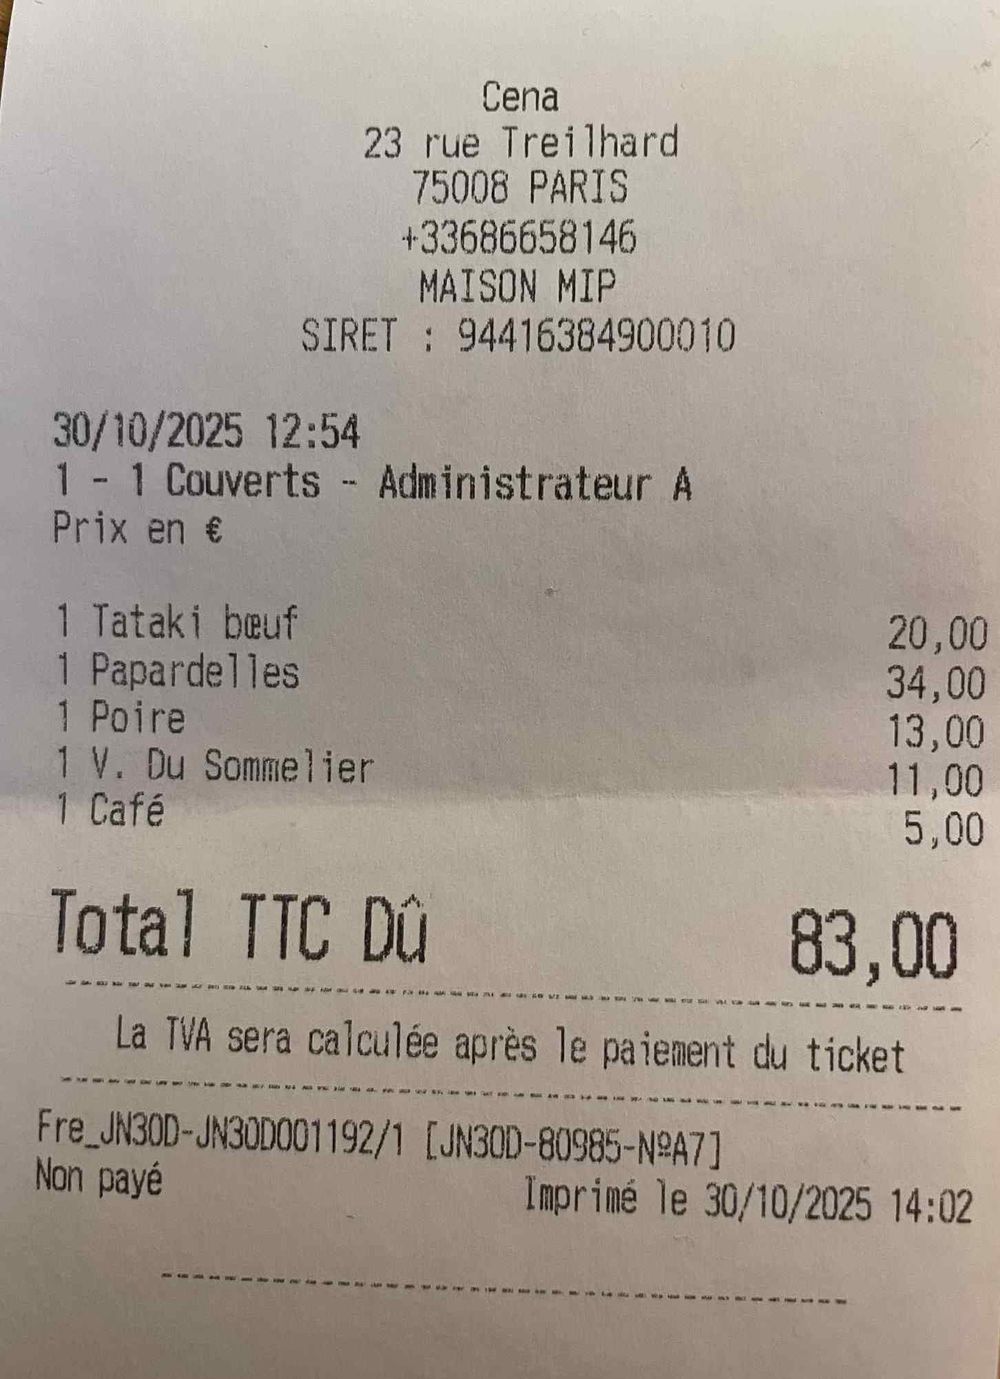 Cena
23 rue Treilhard
75008 PARIS
+33686658146
MAISON MIP
SIRET : 94416384900010
30/10/2025 12:54
1 - 1 Couverts - Administrateur A
Prix en €
1 Tataki bœuf 20,00
1 Papardelles 34,00
1 Poire 13,00
1 V. Du Sommelier 11,00
1 Café 5,00
Total TTC Dû 83,00
La TVA sera calculée après le paiement du ticket
Fre_JN30D-JN30D001192/1 [JN30D-80985-NºA7]
Non payé Imprimé le 30/10/2025 14:02